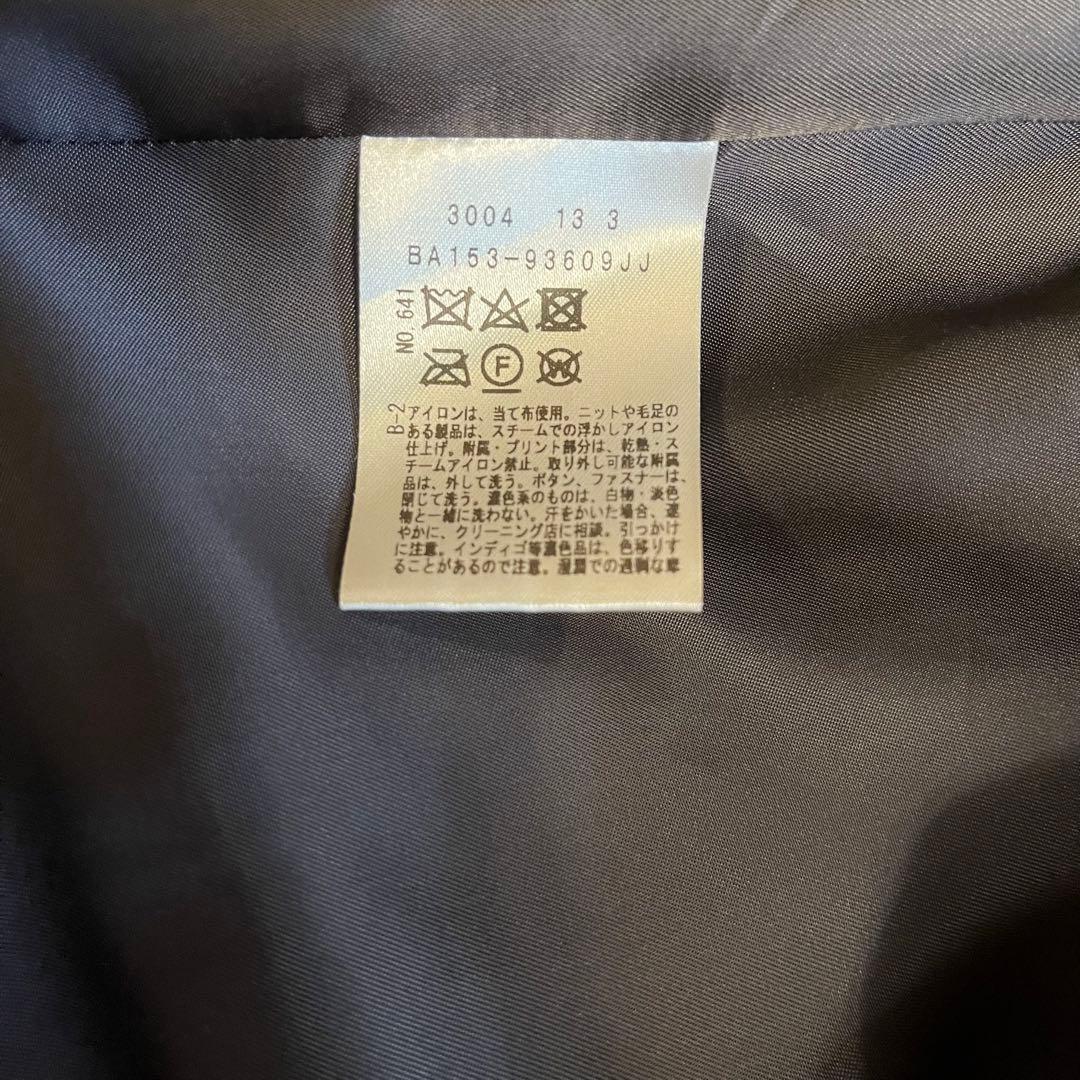 3004 13 3
BA153-93609JJ
NO.641
F
W
B-2
アイロンは、当て布使用。ニットや毛足の
ある製品は、スチームでの浮かしアイロン
仕上げ。附属・プリント部分は、乾熱・ス
チームアイロン禁止。取り外し可能な附属
品は、外して洗う。ボタン、ファスナーは、
閉じて洗う。濃色系のものは、白物・淡色
物と一緒に洗わない。汗をかいた場合、速
やかに、クリーニング店に相談。引っかけ
に注意。インディゴ等濃色品は、色移りす
ることがあるので注意。湿潤での過剰な摩